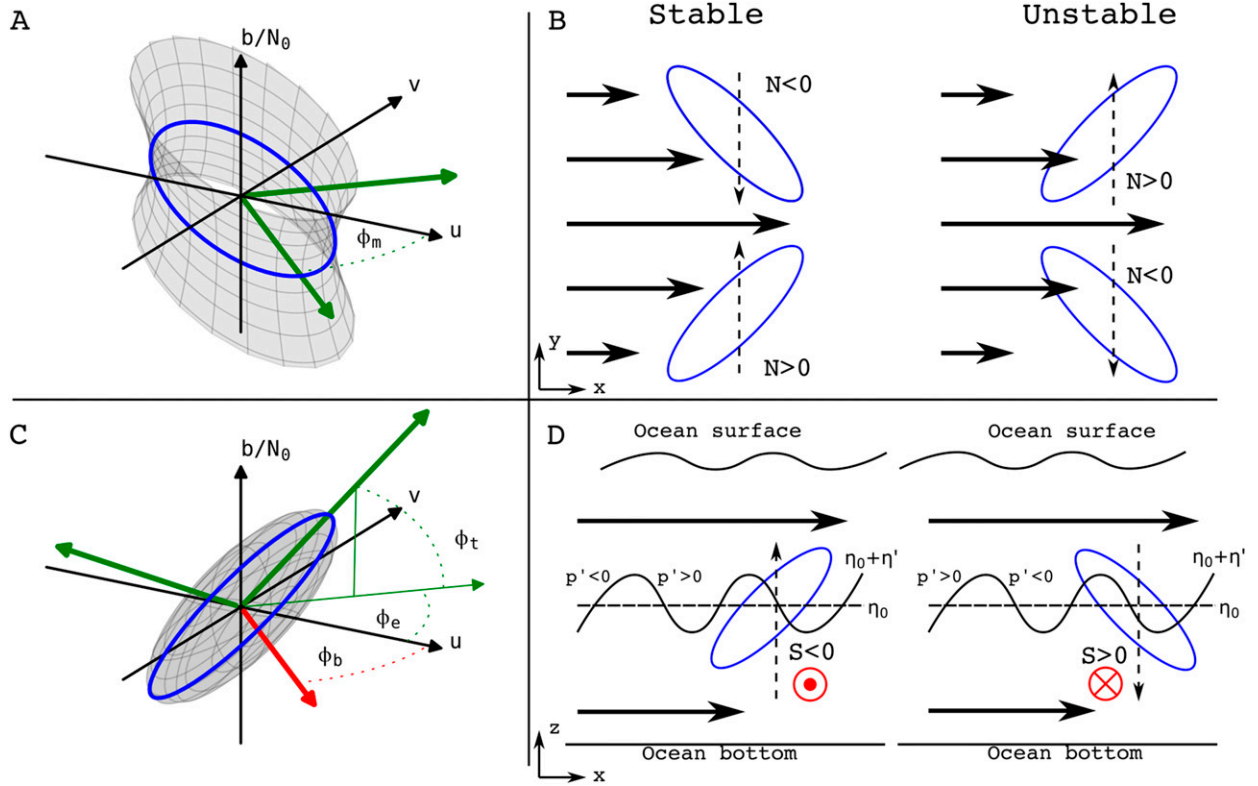 A
b/N₀
v
u
ϕₘ
B
Stable
Unstable
N<0
N>0
N>0
N<0
y
x
C
b/N₀
v
u
ϕₜ
ϕₑ
ϕ_b
D
Ocean surface
Ocean surface
p'<0 p'>0
η₀+η'
η₀
S<0
p'>0 p'<0
η₀+η'
η₀
S>0
z
x
Ocean bottom
Ocean bottom